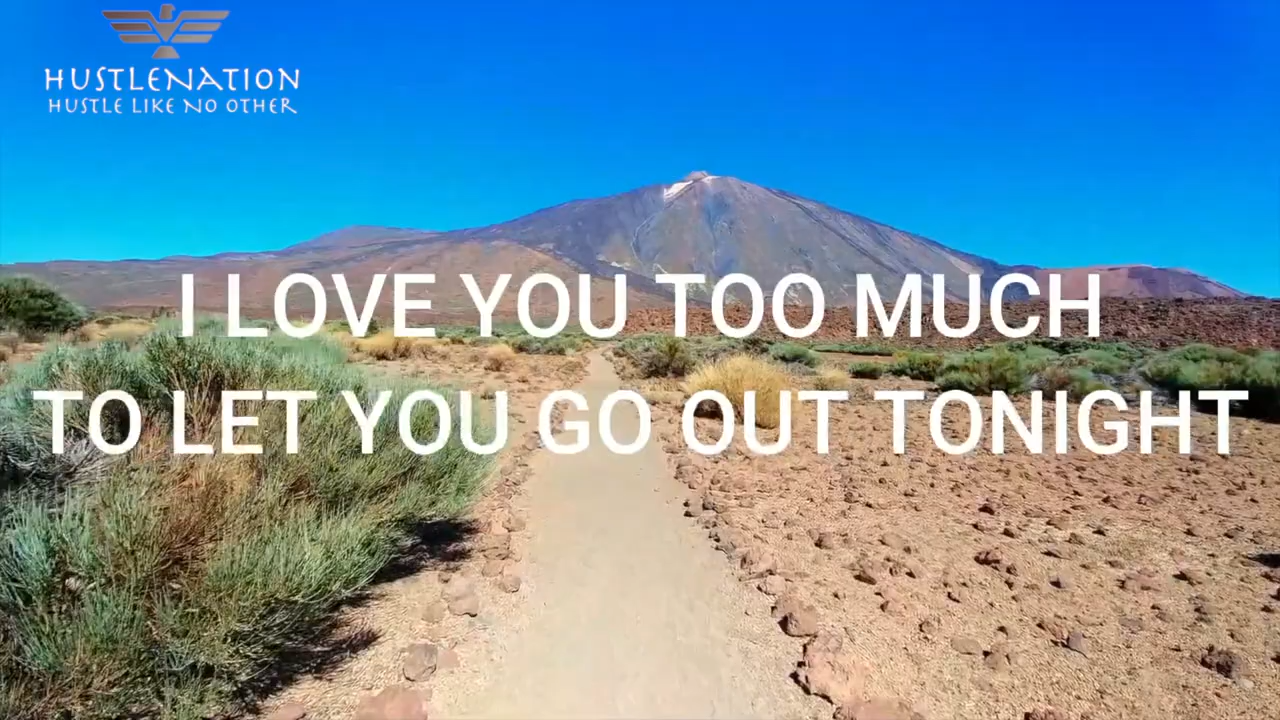 HUSTLENATION
HUSTLE LIKE NO OTHER
I LOVE YOU TOO MUCH
TO LET YOU GO OUT TONIGHT